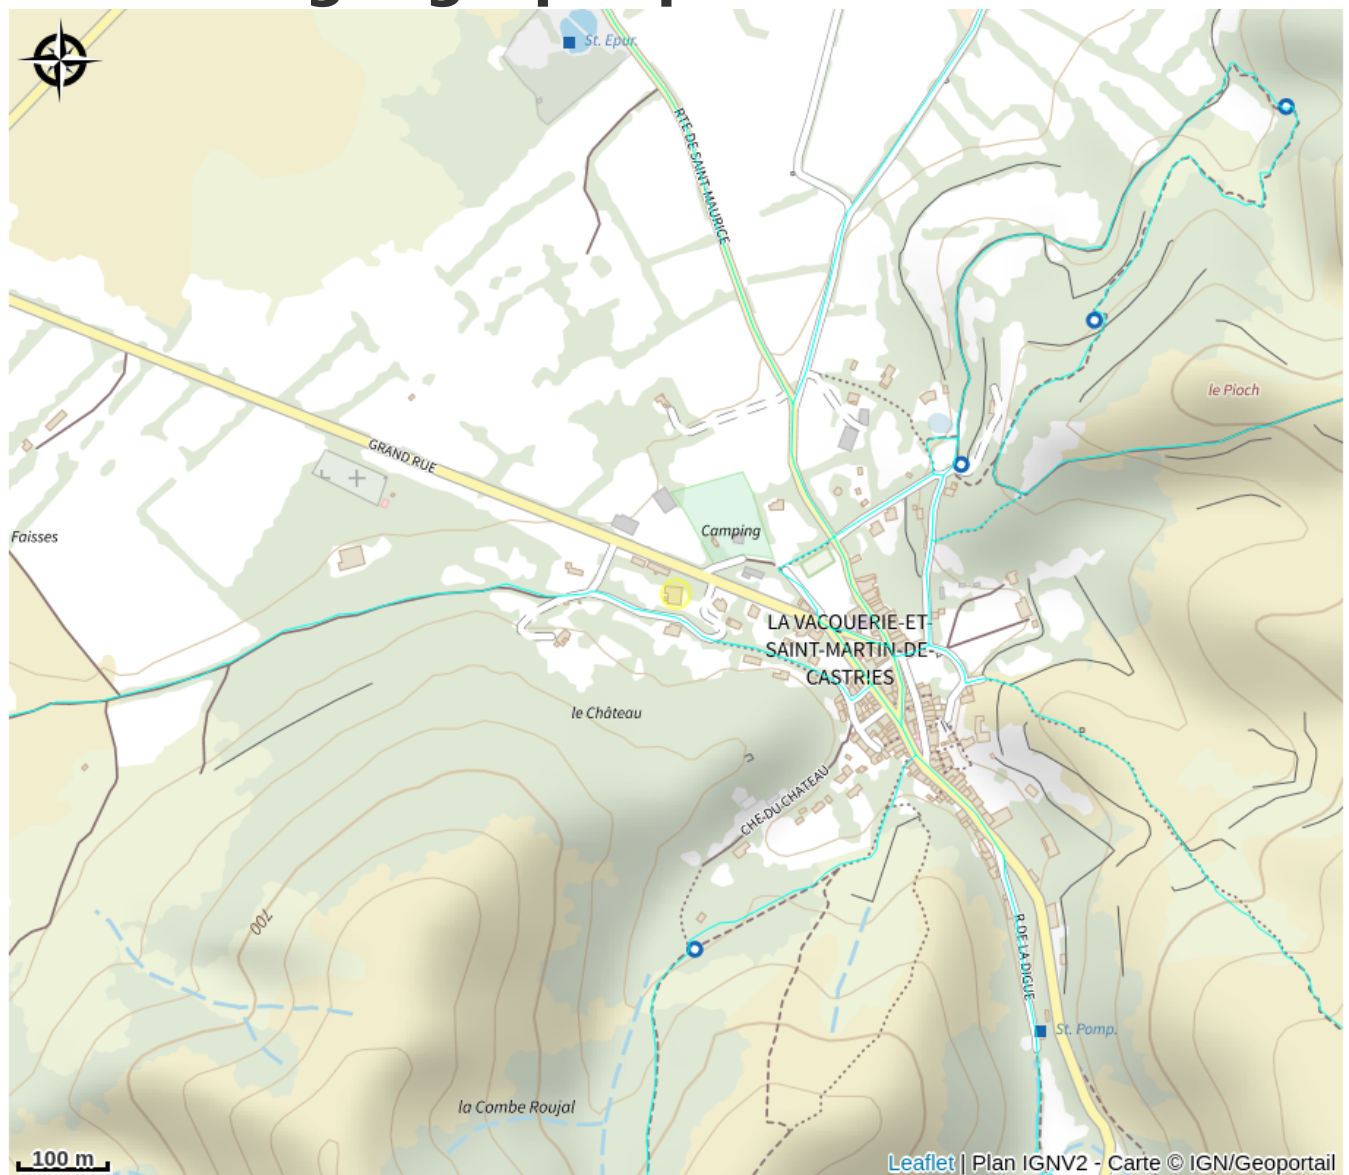 St. Epur.
RTE DE SAINT-MAURICE
le Pioch
GRAND RUE
Faisses
Camping
LA VACQUERIE-ET-
SAINT-MARTIN-DE-
CASTRIES
le Château
CHE DU CHATEAU
700
R DE LA DIGUE
St. Pomp.
la Combe Roujal
100 m
Leaflet | Plan IGNV2 - Carte © IGN/Geoportail